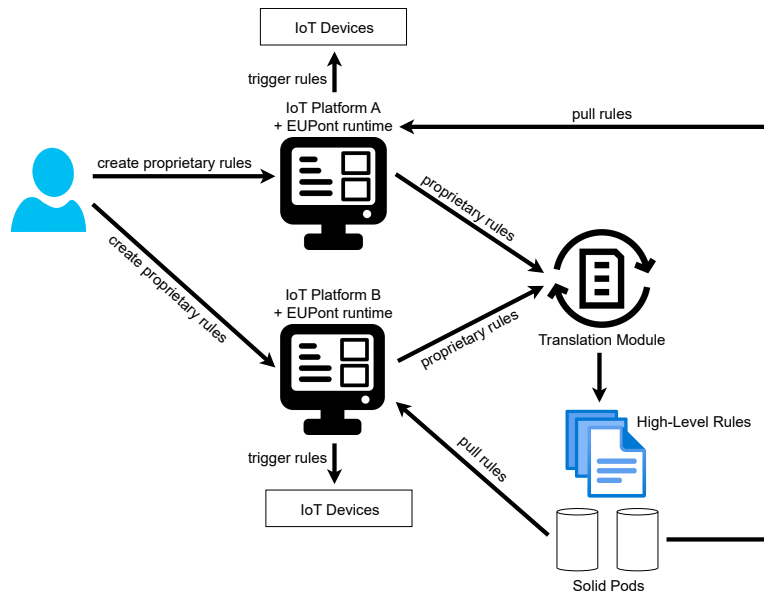 IoT Devices
trigger rules
IoT Platform A
+ EUPont runtime
pull rules
create proprietary rules
proprietary rules
create proprietary rules
IoT Platform B
+ EUPont runtime
proprietary rules
Translation Module
High-Level Rules
pull rules
trigger rules
IoT Devices
Solid Pods